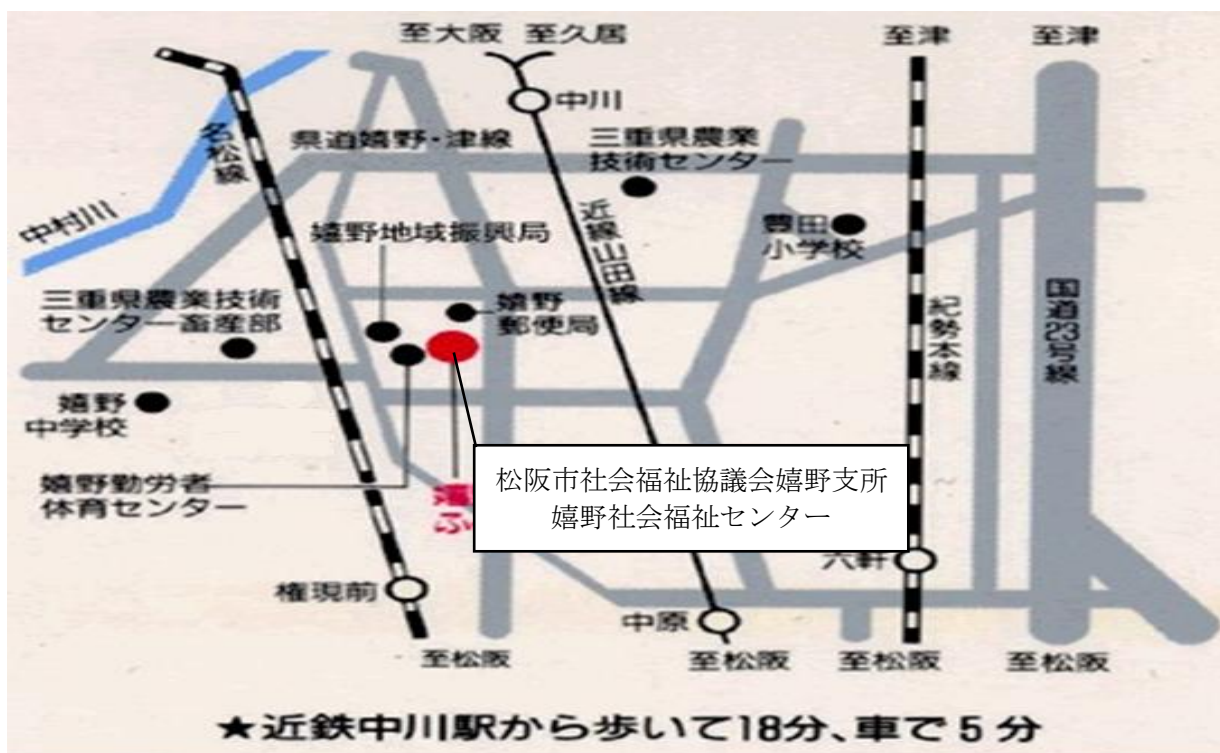 至大阪
至久居
至津
至津
中川
名松線
県道嬉野・津線
三重県農業
技術センター
中村川
近線山田線
豊田
小学校
嬉野地域振興局
三重県農業技術
センター畜産部
嬉野
郵便局
紀勢本線
国道23号線
嬉野
中学校
嬉野勤労者
体育センター
松阪市社会福祉協議会嬉野支所
嬉野社会福祉センター
六軒
権現前
中原
至松阪
至松阪
至松阪
至松阪
★近鉄中川駅から歩いて18分、車で5分